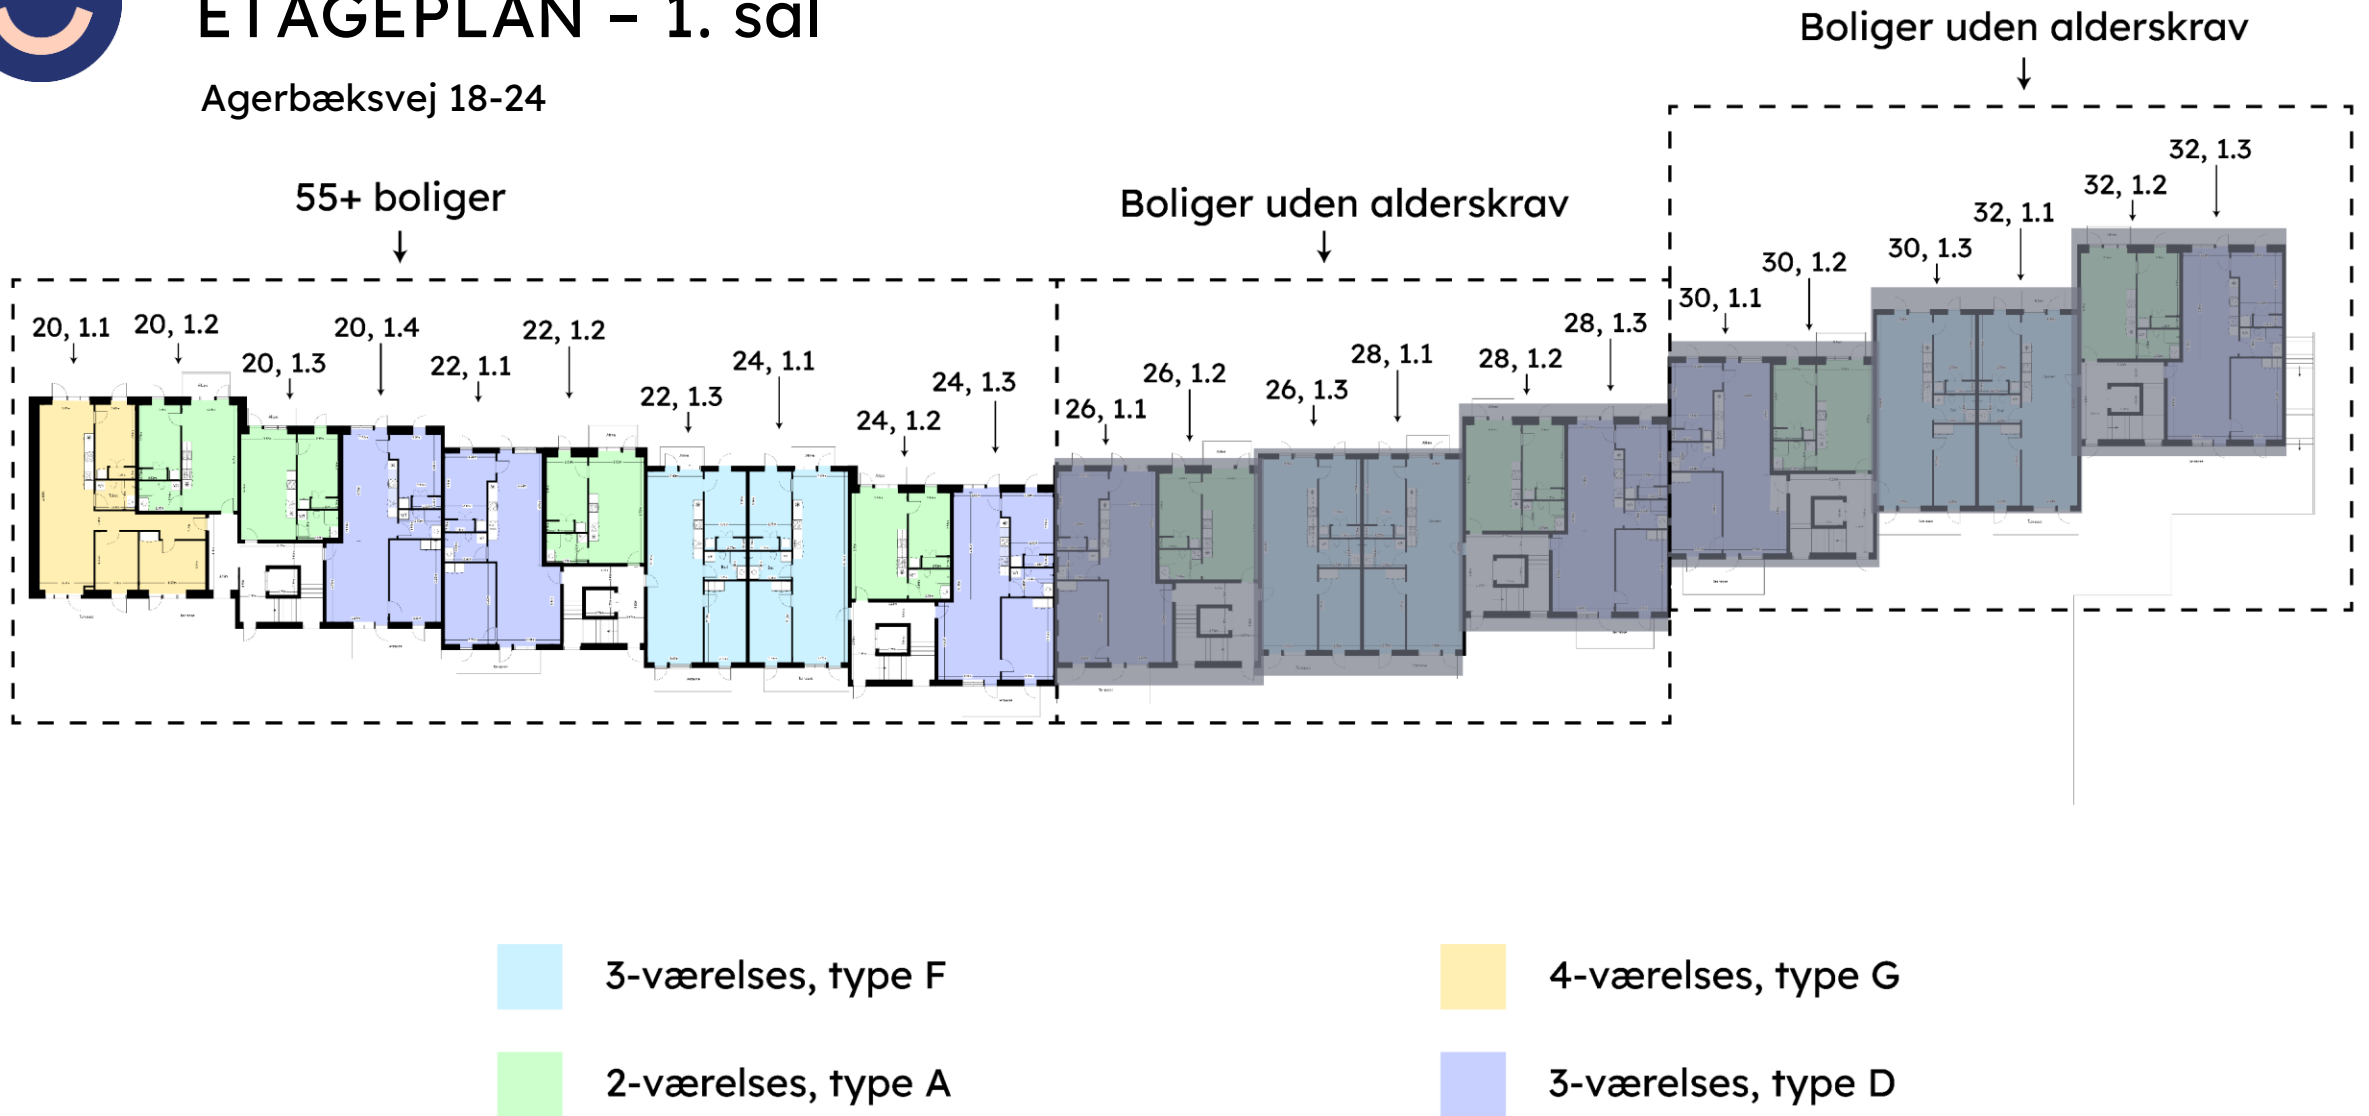 ETAGEPLAN – 1. sal
Agerbæksvej 18-24
Boliger uden alderskrav
55+ boliger
Boliger uden alderskrav
20, 1.1
20, 1.2
20, 1.3
20, 1.4
22, 1.1
22, 1.2
22, 1.3
24, 1.1
24, 1.2
24, 1.3
26, 1.1
26, 1.2
26, 1.3
28, 1.1
28, 1.2
28, 1.3
30, 1.1
30, 1.2
30, 1.3
32, 1.1
32, 1.2
32, 1.3
3-værelses, type F
4-værelses, type G
2-værelses, type A
3-værelses, type D